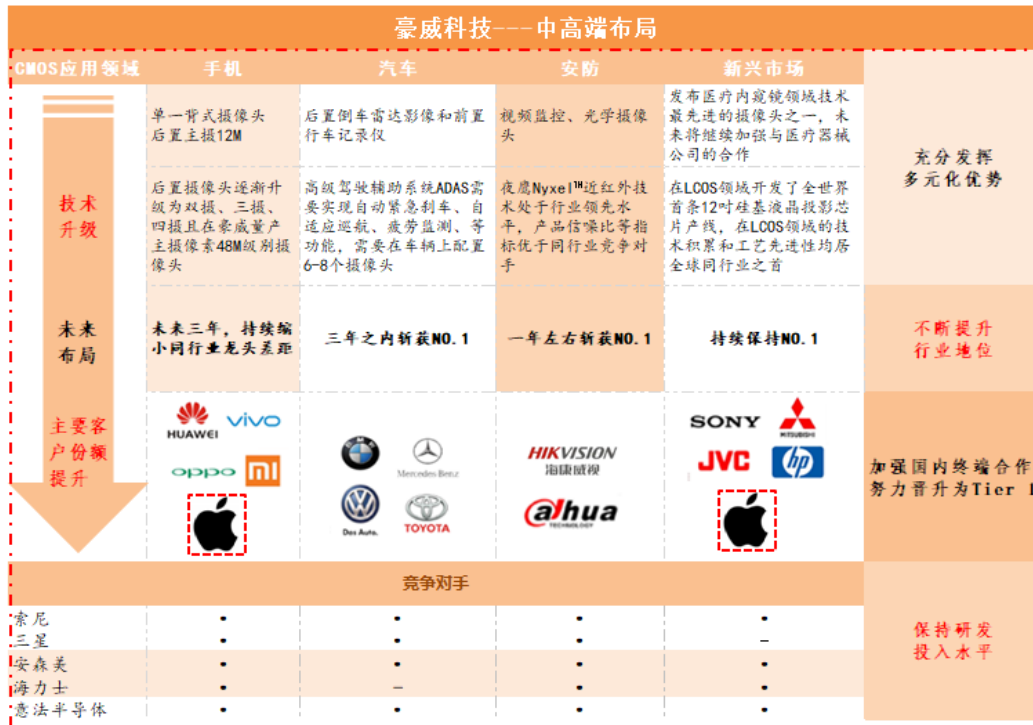 豪威科技---中高端布局
CMOS应用领域
手机
汽车
安防
新兴市场
技术
升级
单一背式摄像头
后置主摄12M
后置倒车雷达影像和前置
行车记录仪
视频监控、光学摄像
头
发布医疗内窥镜领域技术
最先进的摄像头之一，未
来将继续加强与医疗器械
公司的合作
充分发挥
多元化优势
后置摄像头逐渐升
级为双摄、三摄、
四摄且在豪威量产
主摄像素48M级别摄
像头
高级驾驶辅助系统ADAS需
要实现自动紧急刹车、自
适应巡航、疲劳监测、等
功能，需要在车辆上配置
6-8个摄像头
夜鹰Nyxel™近红外技
术处于行业领先水
平，产品信噪比等指
标优于同行业竞争对
手
在LCOS领域开发了全世界
首条12吋硅基液晶投影芯
片产线，在LCOS领域的技
术积累和工艺先进性均居
全球同行业之首
未来
布局
未来三年，持续缩
小同行业龙头差距
三年之内斩获NO.1
一年左右斩获NO.1
持续保持NO.1
不断提升
行业地位
主要客
户份额
提升
HUAWEI
vivo
oppo
mi
BMW
Mercedes-Benz
Das Auto.
TOYOTA
HIKVISION
海康威视
alhua
TECHNOLOGY
SONY
MITSUBISHI
JVC
hp
加强国内终端合作
努力晋升为Tier 1
竞争对手
索尼
•
•
•
•
三星
•
•
•
–
安森美
•
•
•
•
海力士
•
–
•
•
意法半导体
•
•
•
•
保持研发
投入水平